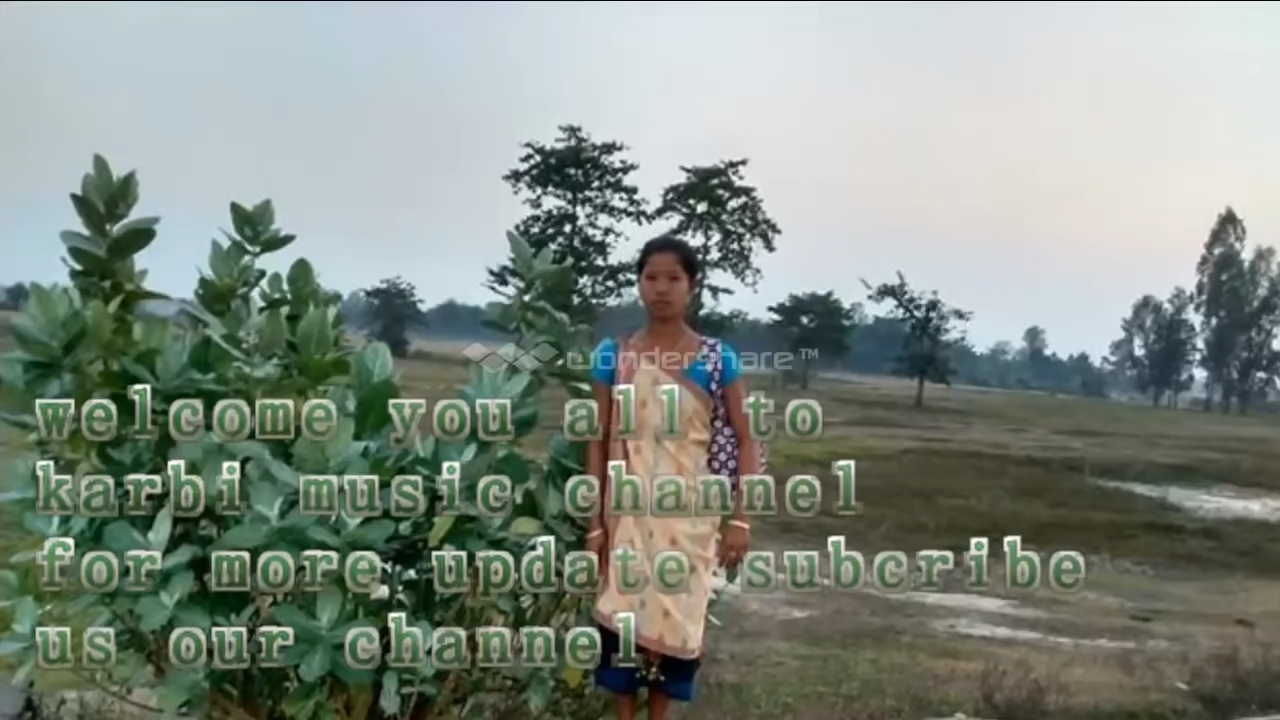 wondershare™
welcome you all to
karbi music channel
for more update subcribe
us our channel